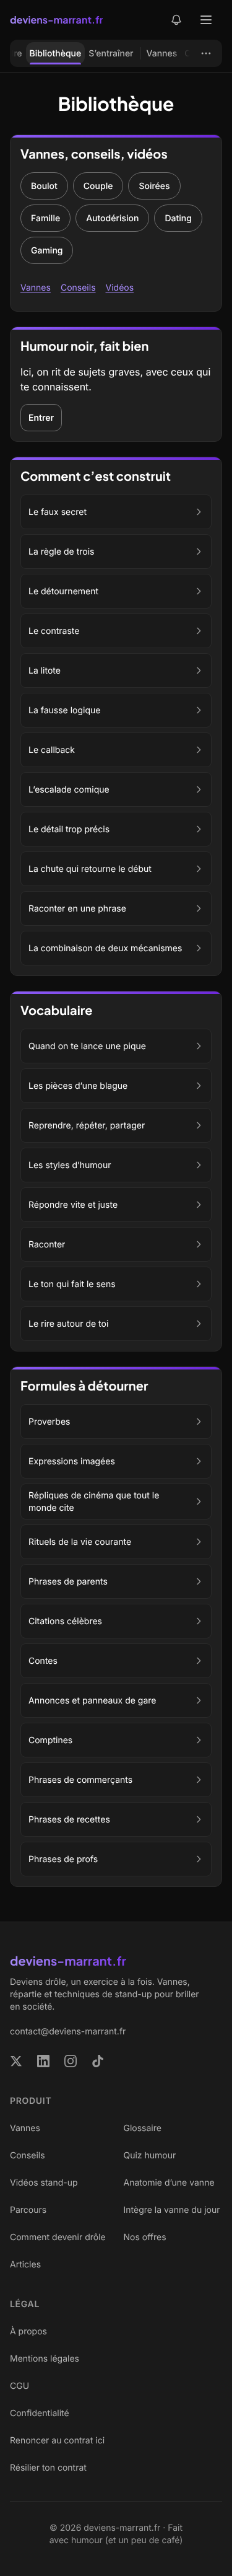 deviens-marrant.fr
re Bibliothèque S'entraîner Vannes
Bibliothèque
Vannes, conseils, vidéos
Boulot Couple Soirées
Famille Autodérision Dating
Gaming
Vannes Conseils Vidéos
Humour noir, fait bien
Ici, on rit de sujets graves, avec ceux qui
te connaissent.
Entrer
Comment c'est construit
Le faux secret
La règle de trois
Le détournement
Le contraste
La litote
La fausse logique
Le callback
L'escalade comique
Le détail trop précis
La chute qui retourne le début
Raconter en une phrase
La combinaison de deux mécanismes
Vocabulaire
Quand on te lance une pique
Les pièces d'une blague
Reprendre, répéter, partager
Les styles d'humour
Répondre vite et juste
Raconter
Le ton qui fait le sens
Le rire autour de toi
Formules à détourner
Proverbes
Expressions imagées
Répliques de cinéma que tout le
monde cite
Rituels de la vie courante
Phrases de parents
Citations célèbres
Contes
Annonces et panneaux de gare
Comptines
Phrases de commerçants
Phrases de recettes
Phrases de profs
deviens-marrant.fr
Deviens drôle, un exercice à la fois. Vannes,
répartie et techniques de stand-up pour briller
en société.
contact@deviens-marrant.fr
PRODUIT
Vannes Glossaire
Conseils Quiz humour
Vidéos stand-up Anatomie d'une vanne
Parcours Intègre la vanne du jour
Comment devenir drôle Nos offres
Articles
LÉGAL
À propos
Mentions légales
CGU
Confidentialité
Renoncer au contrat ici
Résilier ton contrat
© 2026 deviens-marrant.fr · Fait
avec humour (et un peu de café)